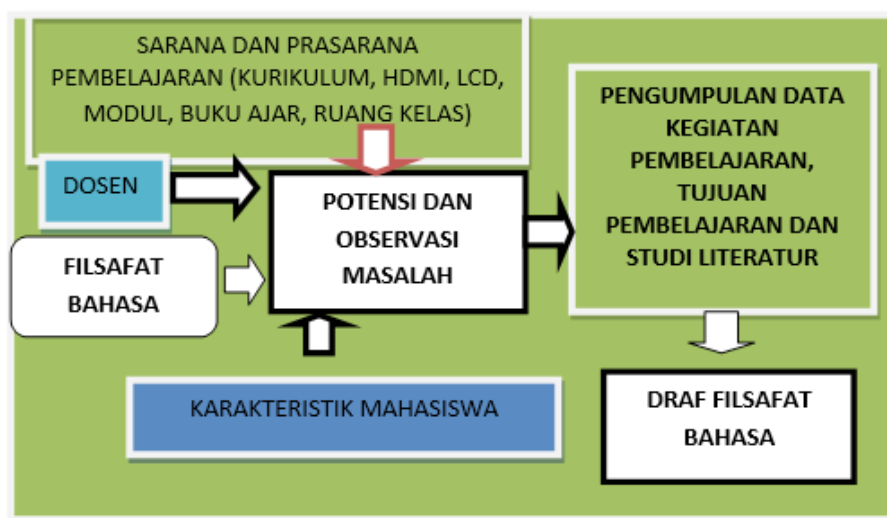 SARANA DAN PRASARANA
PEMBELAJARAN (KURIKULUM, HDMI, LCD,
MODUL, BUKU AJAR, RUANG KELAS)
DOSEN
FILSAFAT
BAHASA
POTENSI DAN
OBSERVASI
MASALAH
KARAKTERISTIK MAHASISWA
PENGUMPULAN DATA
KEGIATAN
PEMBELAJARAN,
TUJUAN
PEMBELAJARAN DAN
STUDI LITERATUR
DRAF FILSAFAT
BAHASA